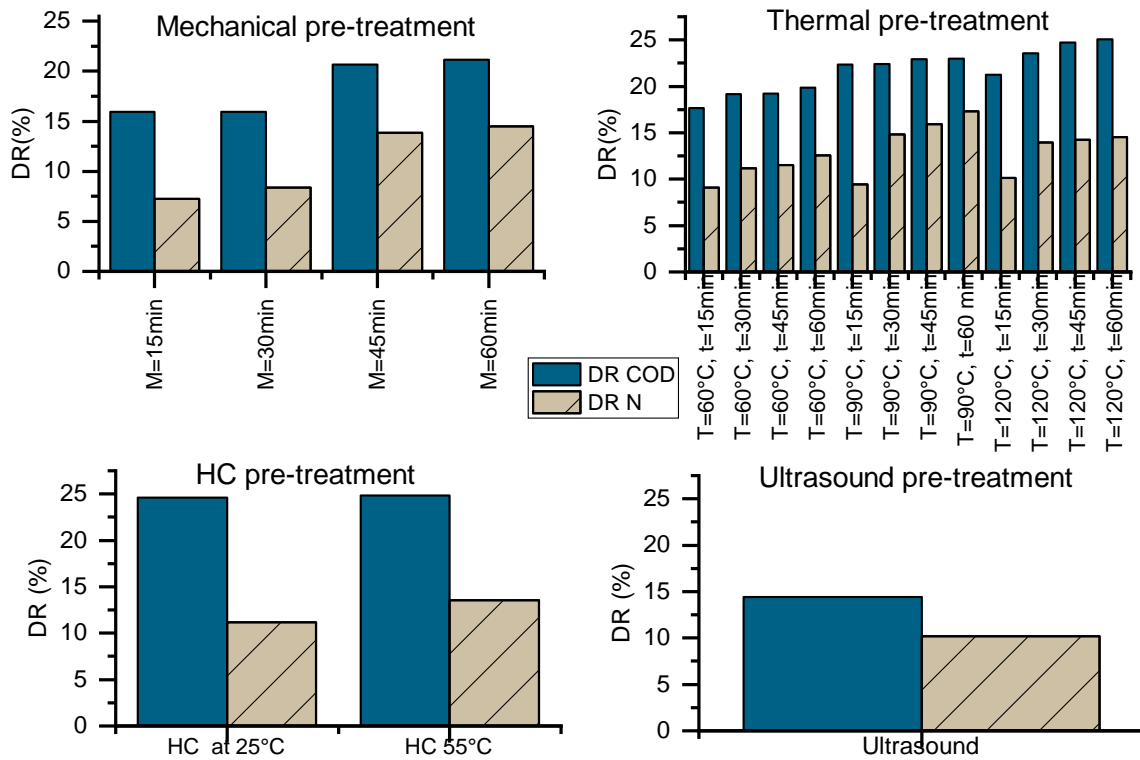 Mechanical pre-treatment
DR(%)
25
20
15
10
5
0
M=15min
M=30min
M=45min
M=60min
Thermal pre-treatment
DR(%)
25
20
15
10
5
0
T=60°C, t=15min
T=60°C, t=30min
T=60°C, t=45min
T=60°C, t=60min
T=90°C, t=15min
T=90°C, t=30min
T=90°C, t=45min
T=90°C, t=60 min
T=120°C, t=15min
T=120°C, t=30min
T=120°C, t=45min
T=120°C, t=60min
DR COD
DR N
HC pre-treatment
DR (%)
25
20
15
10
5
0
HC  at 25°C
HC 55°C
Ultrasound pre-treatment
DR (%)
25
20
15
10
5
0
Ultrasound